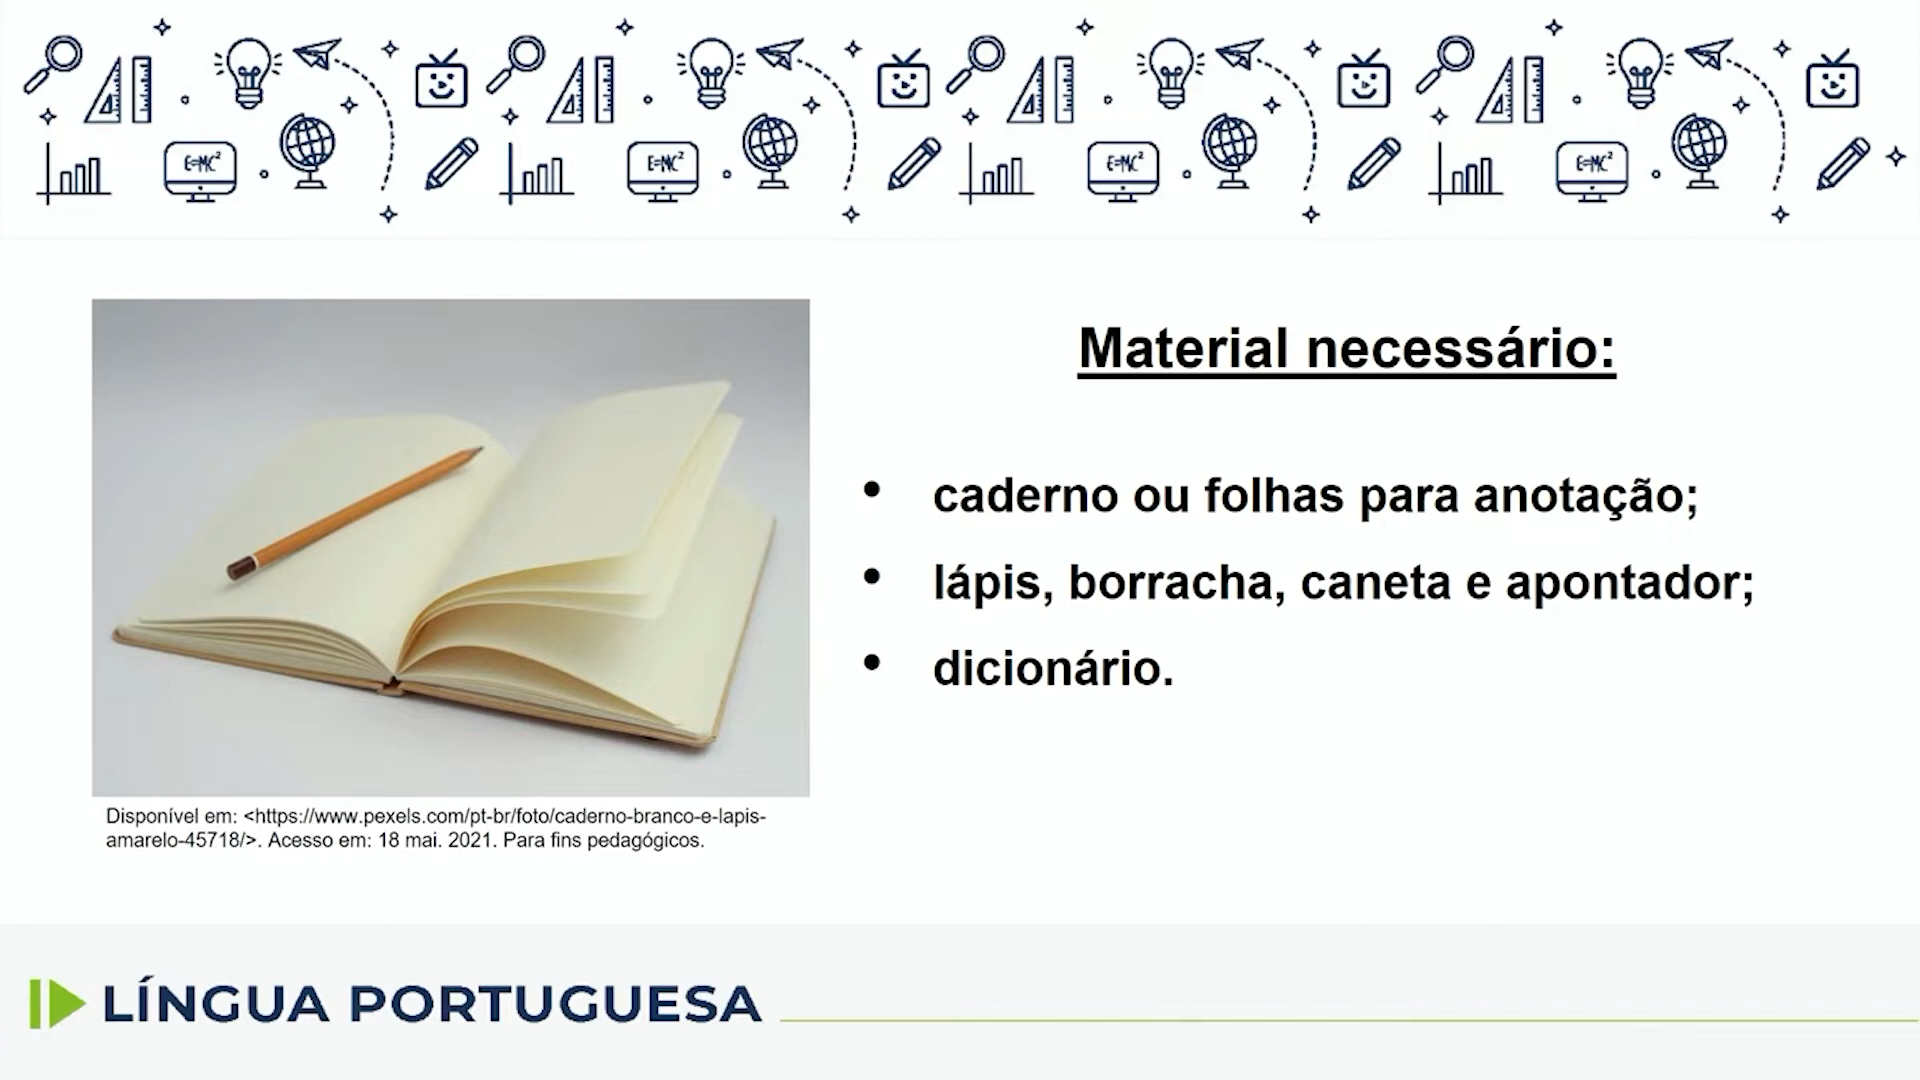 E=MC²
E=MC²
E=MC²
E=MC²
Material necessário:
• caderno ou folhas para anotação;
• lápis, borracha, caneta e apontador;
• dicionário.
Disponível em: <https://www.pexels.com/pt-br/foto/caderno-branco-e-lapis-
amarelo-45718/>. Acesso em: 18 mai. 2021. Para fins pedagógicos.
LÍNGUA PORTUGUESA